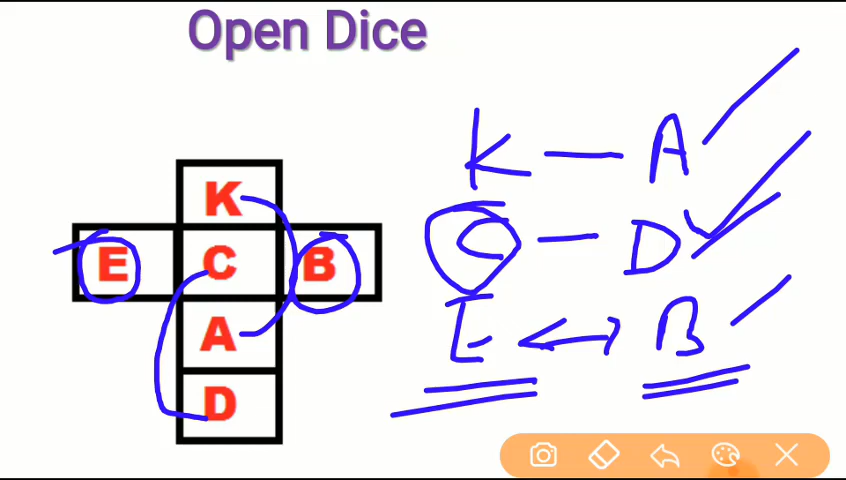 Open Dice
K
E C B
A
D
K — A
C — D
E ↔ B